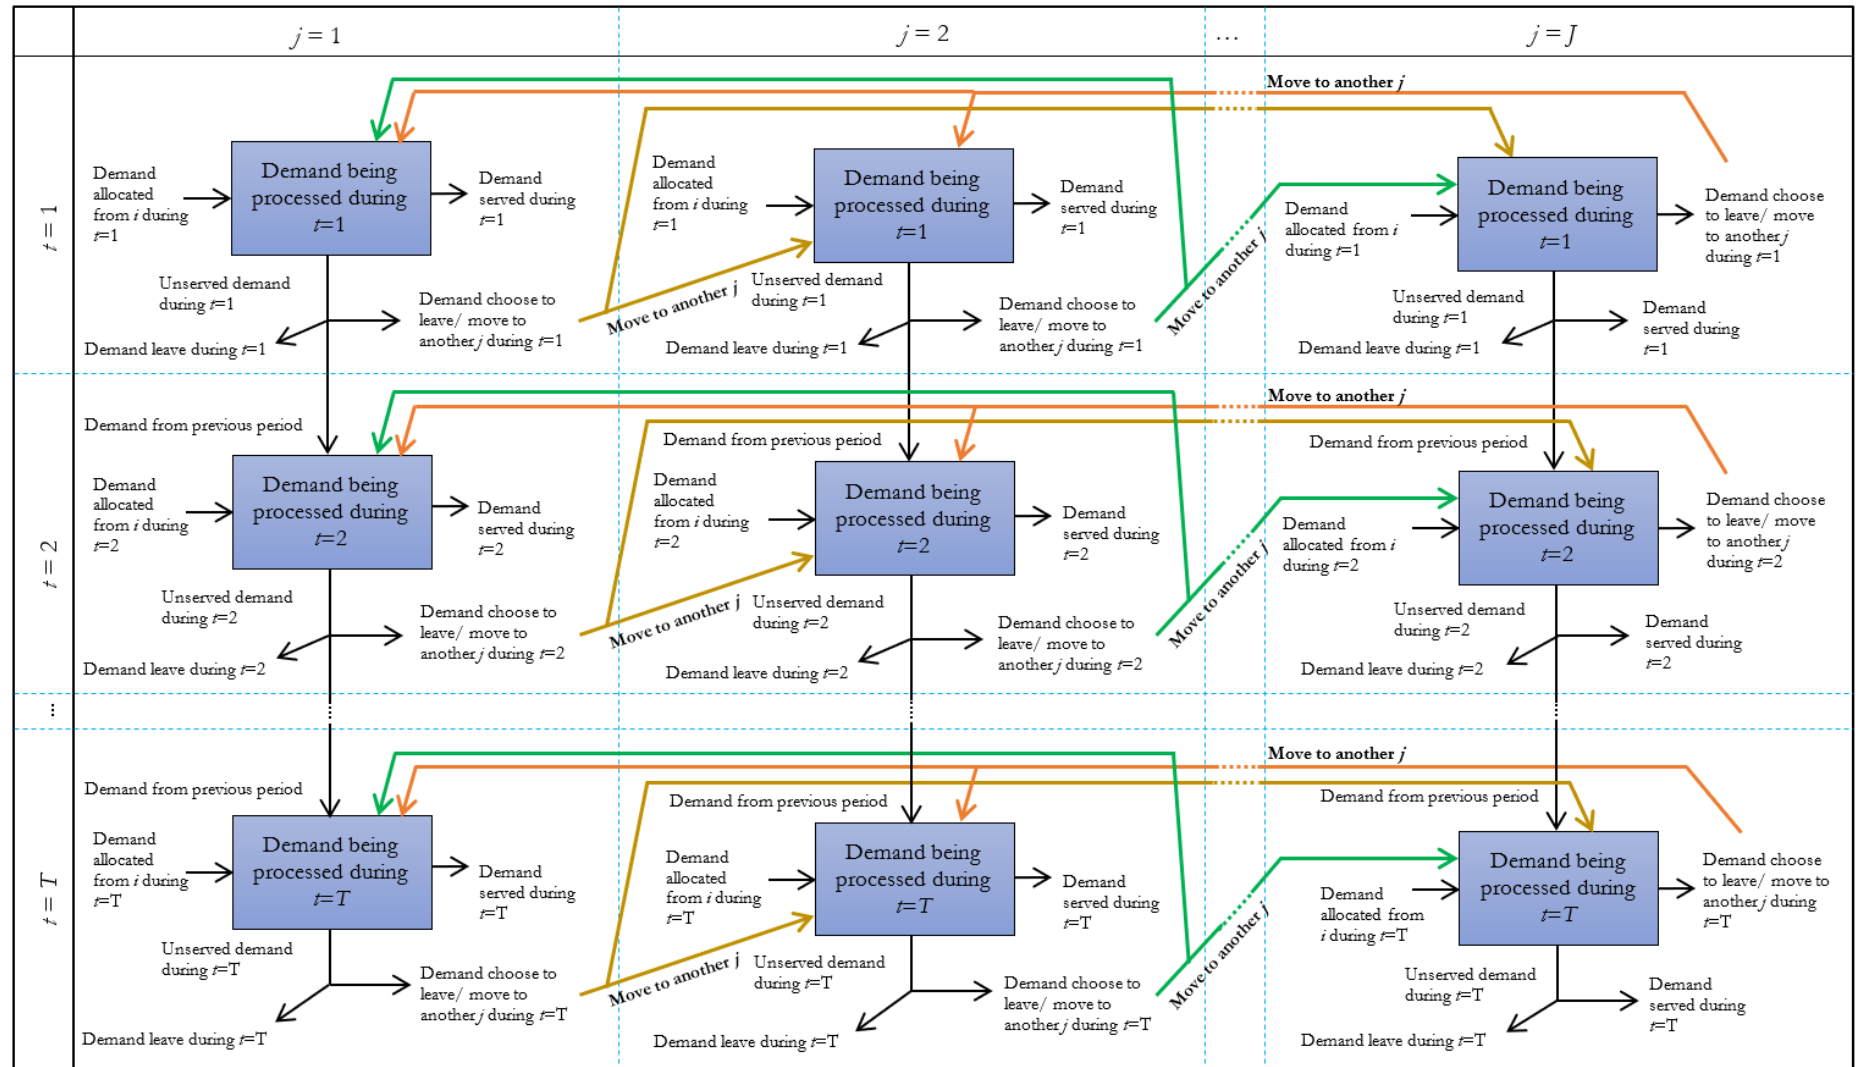 j = 1
j = 2
...
j = J
t = 1
Move to another j
Demand
allocated
from i during
t=1
Demand being
processed during
t=1
Demand
served during
t=1
Unserved demand
during t=1
Demand choose to
leave/ move to
another j during t=1
Demand leave during t=1
Move to another j
Demand
allocated
from i during
t=1
Demand being
processed during
t=1
Demand
served during
t=1
Unserved demand
during t=1
Demand choose to
leave/ move to
another j during t=1
Demand leave during t=1
Move to another j
Demand
allocated from i
during t=1
Demand being
processed during
t=1
Demand choose
to leave/ move
to another j
during t=1
Unserved demand
during t=1
Demand
served during
t=1
Demand leave during t=1
t = 2
Move to another j
Demand from previous period
Demand
allocated
from i during
t=2
Demand being
processed during
t=2
Demand
served during
t=2
Unserved demand
during t=2
Demand choose to
leave/ move to
another j during t=2
Demand leave during t=2
Move to another j
Demand from previous period
Demand
allocated
from i during
t=2
Demand being
processed during
t=2
Demand
served during
t=2
Unserved demand
during t=2
Demand choose to
leave/ move to
another j during t=2
Demand leave during t=2
Move to another j
Demand from previous period
Demand
allocated from i
during t=2
Demand being
processed during
t=2
Demand choose
to leave/ move
to another j
during t=2
Unserved demand
during t=2
Demand
served during
t=2
Demand leave during t=2
...
t = T
Move to another j
Demand from previous period
Demand
allocated
from i during
t=T
Demand being
processed during
t=T
Demand
served during
t=T
Unserved demand
during t=T
Demand choose to
leave/ move to
another j during t=T
Demand leave during t=T
Move to another j
Demand from previous period
Demand
allocated
from i during
t=T
Demand being
processed during
t=T
Demand
served during
t=T
Unserved demand
during t=T
Demand choose to
leave/ move to
another j during t=T
Demand leave during t=T
Move to another j
Demand from previous period
Demand
allocated from
i during t=T
Demand being
processed during
t=T
Demand choose
to leave/ move to
another j during
t=T
Unserved demand
during t=T
Demand
served during
t=T
Demand leave during t=T